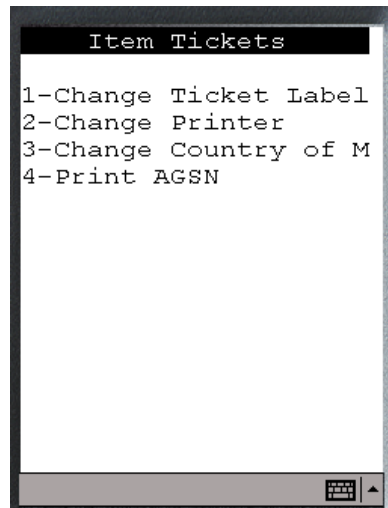 Item Tickets
1-Change Ticket Label
2-Change Printer
3-Change Country of M
4-Print AGSN